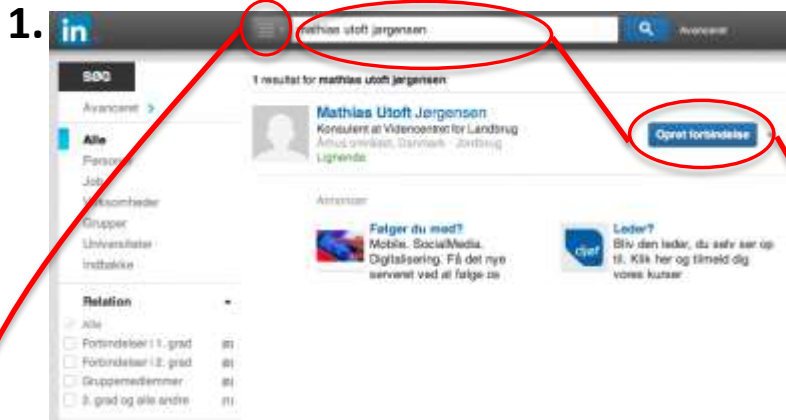 1.
in
mathias utoft jørgensen
Avanceret
SØG
Avanceret >
Alle
Personer
Job
Virksomheder
Grupper
Universiteter
Indbakke
Relation
Alle
Forbindelser i 1. grad
Forbindelser i 2. grad
Gruppemedlemmer
3. grad og alle andre
1 resultat for mathias utoft jørgensen
Mathias Utoft Jørgensen
Konsulent at Videncentret for Landbrug
Århus området, Danmark · Jordbrug
Lignende
Opret forbindelse
Annoncer
Følger du med?
Mobile. SocialMedia.
Digitalisering. Få det nye
serveret ved at følge os
djøf
Leder?
Bliv den leder, du selv ser op
til. Klik her og tilmeld dig
vores kurser